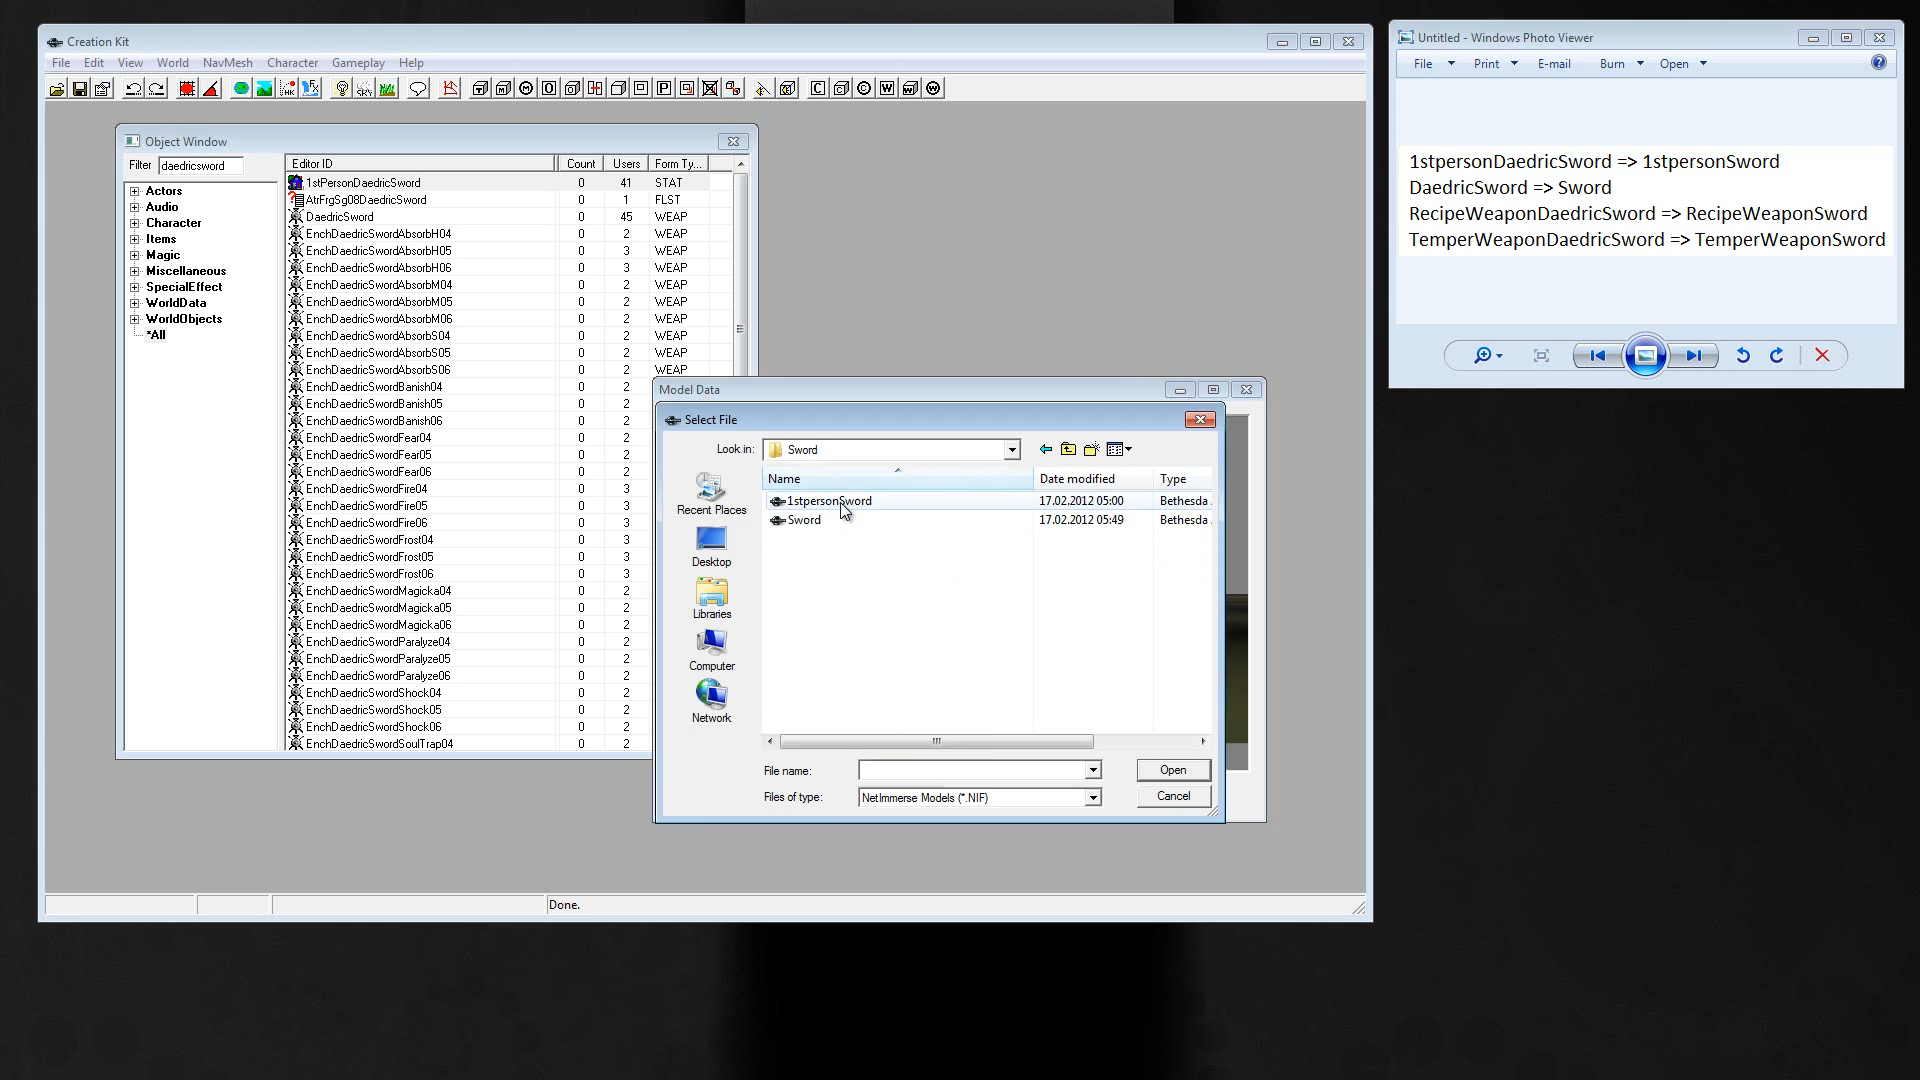 Creation Kit
File Edit View World NavMesh Character Gameplay Help
Object Window
Filter daedricsword
Actors
Audio
Character
Items
Magic
Miscellaneous
SpecialEffect
WorldData
WorldObjects
*All
Editor ID Count Users Form Ty...
1stPersonDaedricSword 0 41 STAT
AtrFrgSg08DaedricSword 0 1 FLST
DaedricSword 0 45 WEAP
EnchDaedricSwordAbsorbH04 0 2 WEAP
EnchDaedricSwordAbsorbH05 0 3 WEAP
EnchDaedricSwordAbsorbH06 0 3 WEAP
EnchDaedricSwordAbsorbM04 0 2 WEAP
EnchDaedricSwordAbsorbM05 0 2 WEAP
EnchDaedricSwordAbsorbM06 0 2 WEAP
EnchDaedricSwordAbsorbS04 0 2 WEAP
EnchDaedricSwordAbsorbS05 0 2 WEAP
EnchDaedricSwordAbsorbS06 0 2 WEAP
EnchDaedricSwordBanish04 0 2
EnchDaedricSwordBanish05 0 2
EnchDaedricSwordBanish06 0 2
EnchDaedricSwordFear04 0 2
EnchDaedricSwordFear05 0 2
EnchDaedricSwordFear06 0 2
EnchDaedricSwordFire04 0 3
EnchDaedricSwordFire05 0 3
EnchDaedricSwordFire06 0 3
EnchDaedricSwordFrost04 0 3
EnchDaedricSwordFrost05 0 3
EnchDaedricSwordFrost06 0 3
EnchDaedricSwordMagicka04 0 2
EnchDaedricSwordMagicka05 0 2
EnchDaedricSwordMagicka06 0 2
EnchDaedricSwordParalyze04 0 2
EnchDaedricSwordParalyze05 0 2
EnchDaedricSwordParalyze06 0 2
EnchDaedricSwordShock04 0 2
EnchDaedricSwordShock05 0 2
EnchDaedricSwordShock06 0 2
EnchDaedricSwordSoulTrap04 0 2
Done.
Model Data
Select File
Look in: Sword
Recent Places
Desktop
Libraries
Computer
Network
Name Date modified Type
1stpersonSword 17.02.2012 05:00 Bethesda
Sword 17.02.2012 05:49 Bethesda
File name: Open
Files of type: NetImmerse Models (*.NIF) Cancel
Untitled - Windows Photo Viewer
File Print E-mail Burn Open
1stpersonDaedricSword => 1stpersonSword
DaedricSword => Sword
RecipeWeaponDaedricSword => RecipeWeaponSword
TemperWeaponDaedricSword => TemperWeaponSword